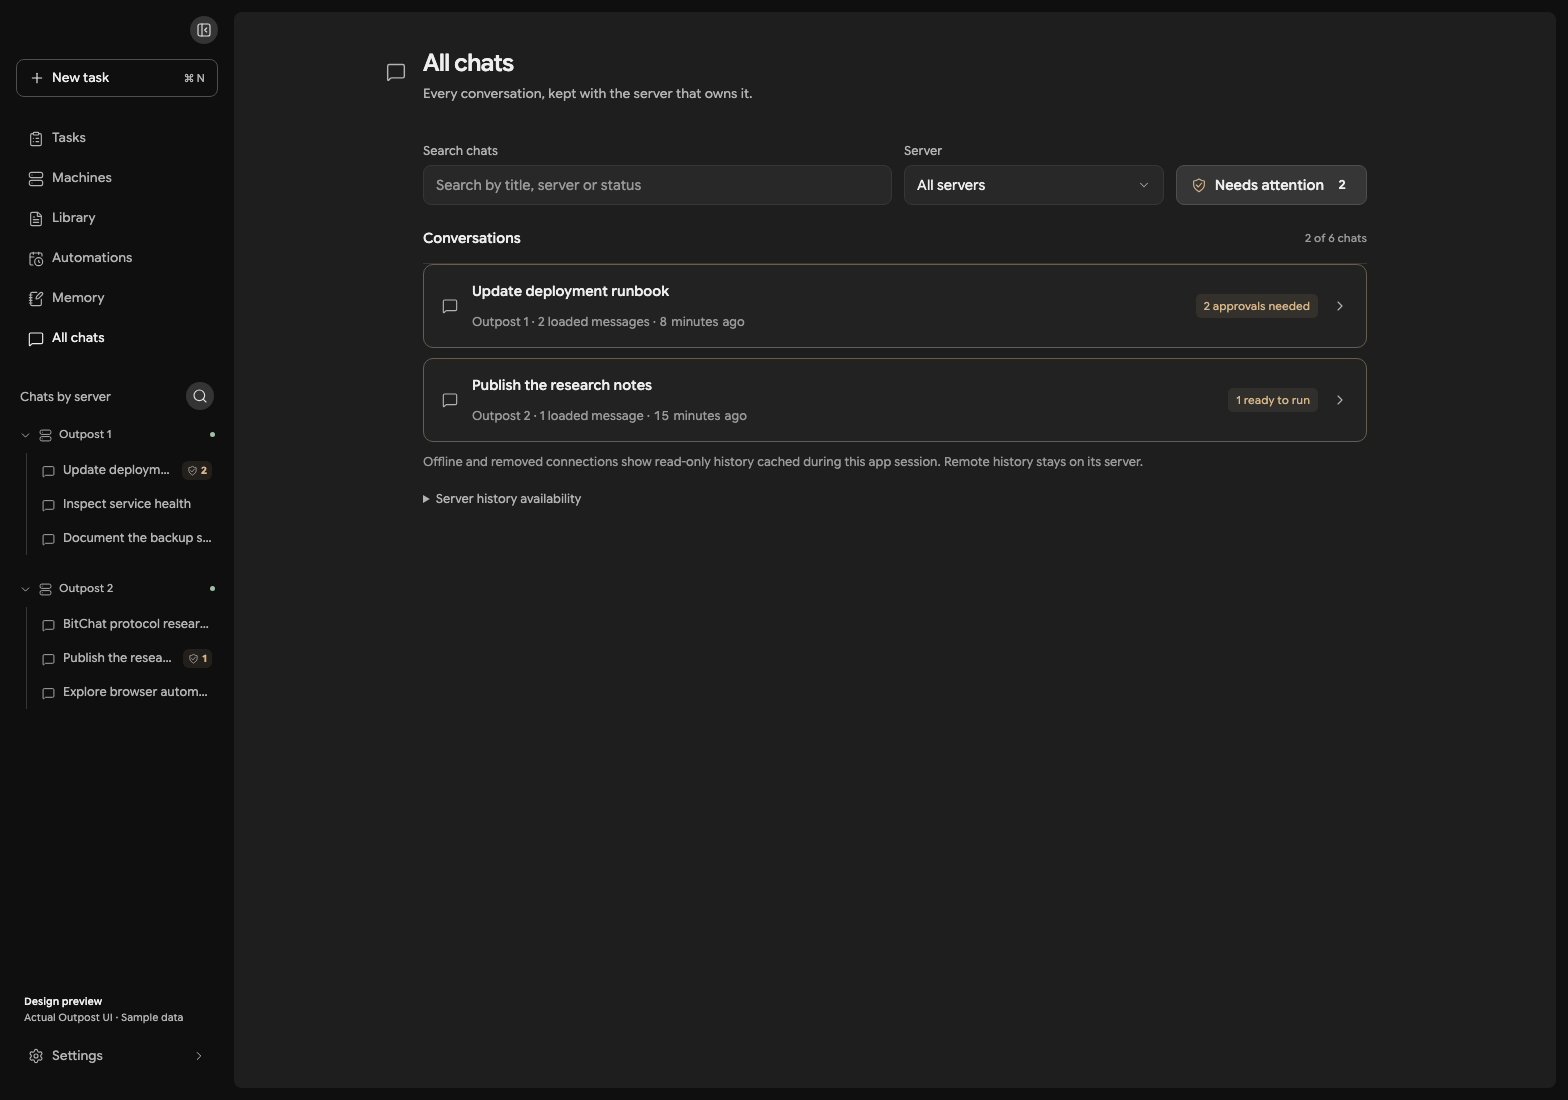 New task ⌘ N
Tasks
Machines
Library
Automations
Memory
All chats
Chats by server
Outpost 1
Update deploym... 2
Inspect service health
Document the backup s...
Outpost 2
BitChat protocol resear...
Publish the resea... 1
Explore browser autom...
Design preview
Actual Outpost UI · Sample data
Settings
All chats
Every conversation, kept with the server that owns it.
Search chats
Search by title, server or status
Server
All servers
Needs attention 2
Conversations
2 of 6 chats
Update deployment runbook
Outpost 1 · 2 loaded messages · 8 minutes ago
2 approvals needed
Publish the research notes
Outpost 2 · 1 loaded message · 15 minutes ago
1 ready to run
Offline and removed connections show read-only history cached during this app session. Remote history stays on its server.
Server history availability